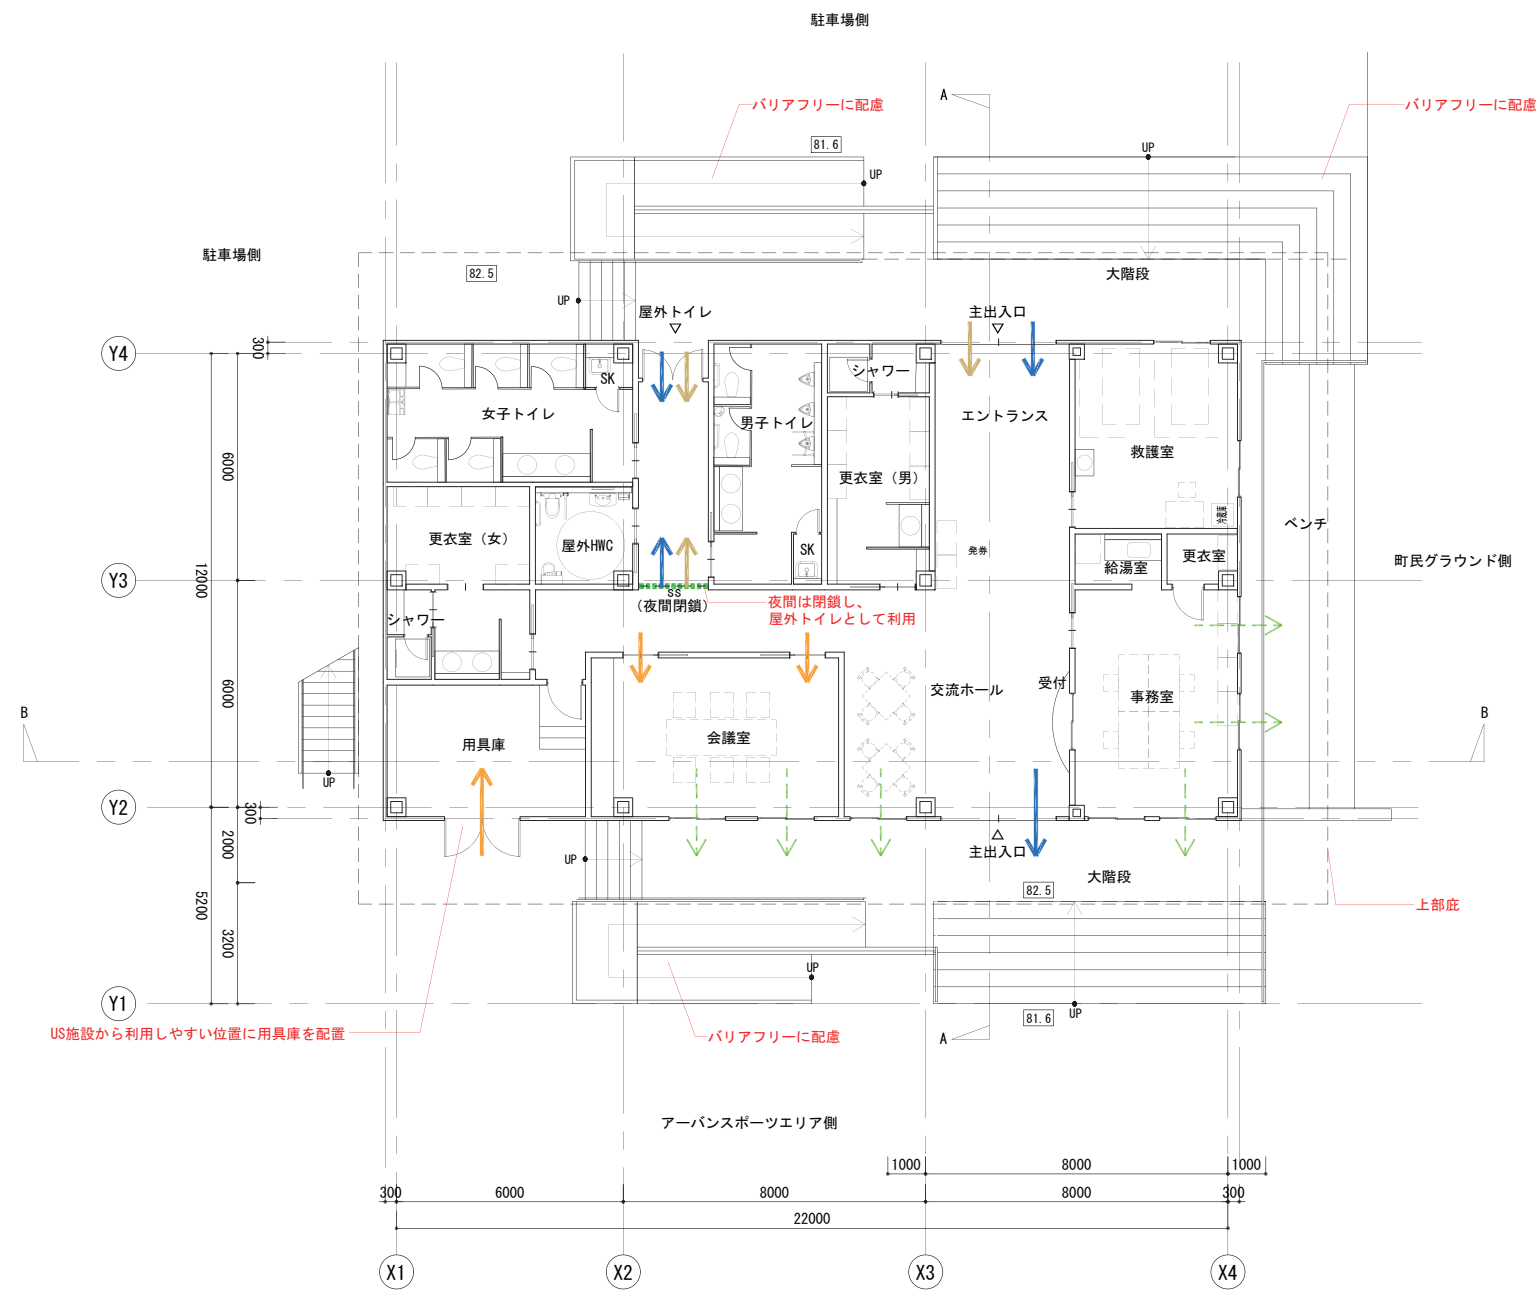 駐車場側
A
バリアフリーに配慮
バリアフリーに配慮
81.6
UP
UP
駐車場側
82.5
大階段
UP
屋外トイレ
主出入口
300
Y4
SK
シャワー
女子トイレ
男子トイレ
エントランス
救護室
6000
更衣室（男）
冷蔵庫
ベンチ
更衣室（女）
屋外HWC
SK
発券
更衣室
給湯室
町民グラウンド側
Y3
12000
SS
（夜間閉鎖）
夜間は閉鎖し、
屋外トイレとして利用
シャワー
6000
交流ホール
受付
事務室
B
B
用具庫
会議室
UP
Y2
300
2000
UP
主出入口
大階段
82.5
5200
上部庇
3200
UP
Y1
81.6
UP
US施設から利用しやすい位置に用具庫を配置
バリアフリーに配慮
A
アーバンスポーツエリア側
1000
8000
1000
300
6000
8000
8000
300
22000
X1
X2
X3
X4